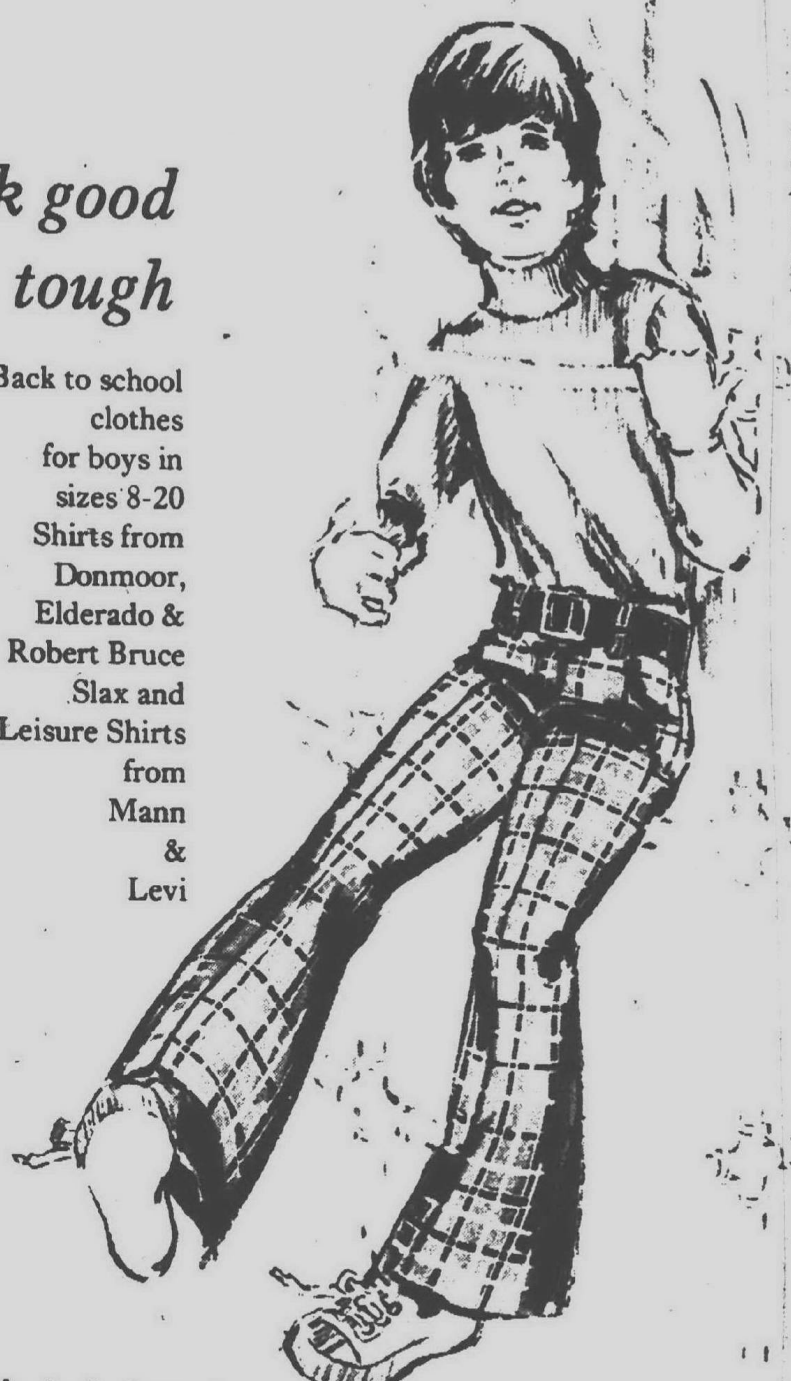 k good
tough
Back to school
clothes
for boys in
sizes 8-20
Shirts from
Donmoor,
Elderado &
Robert Bruce
Slax and
Leisure Shirts
from
Mann
&
Levi